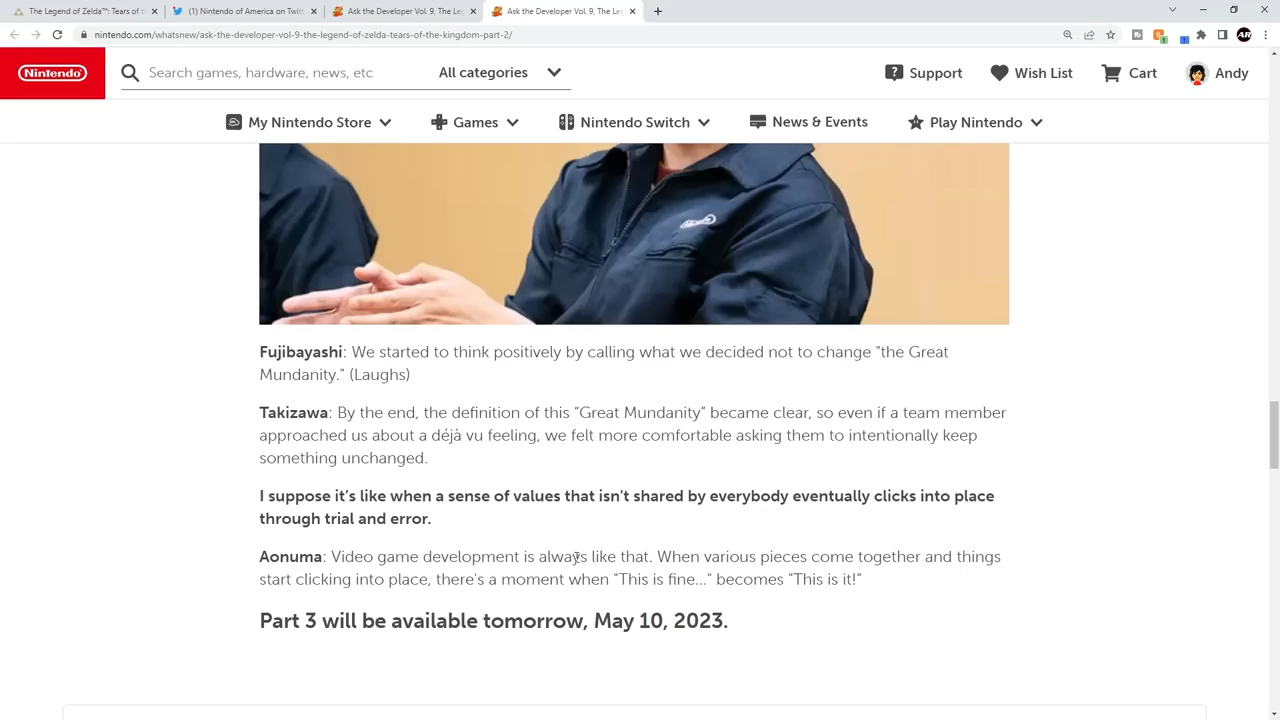 The Legend of Zelda™: Tears of t
(1) Nintendo of America on Twitt
Ask the Developer Vol. 9, The Leg
Ask the Developer Vol. 9, The Leg
nintendo.com/whatsnew/ask-the-developer-vol-9-the-legend-of-zelda-tears-of-the-kingdom-part-2/
AR
Nintendo
Search games, hardware, news, etc
All categories
Support
Wish List
Cart
Andy
My Nintendo Store
Games
Nintendo Switch
News & Events
Play Nintendo
Fujibayashi: We started to think positively by calling what we decided not to change "the Great
Mundanity." (Laughs)
Takizawa: By the end, the definition of this “Great Mundanity” became clear, so even if a team member
approached us about a déjà vu feeling, we felt more comfortable asking them to intentionally keep
something unchanged.
I suppose it’s like when a sense of values that isn't shared by everybody eventually clicks into place
through trial and error.
Aonuma: Video game development is always like that. When various pieces come together and things
start clicking into place, there's a moment when "This is fine…" becomes "This is it!"
Part 3 will be available tomorrow, May 10, 2023.